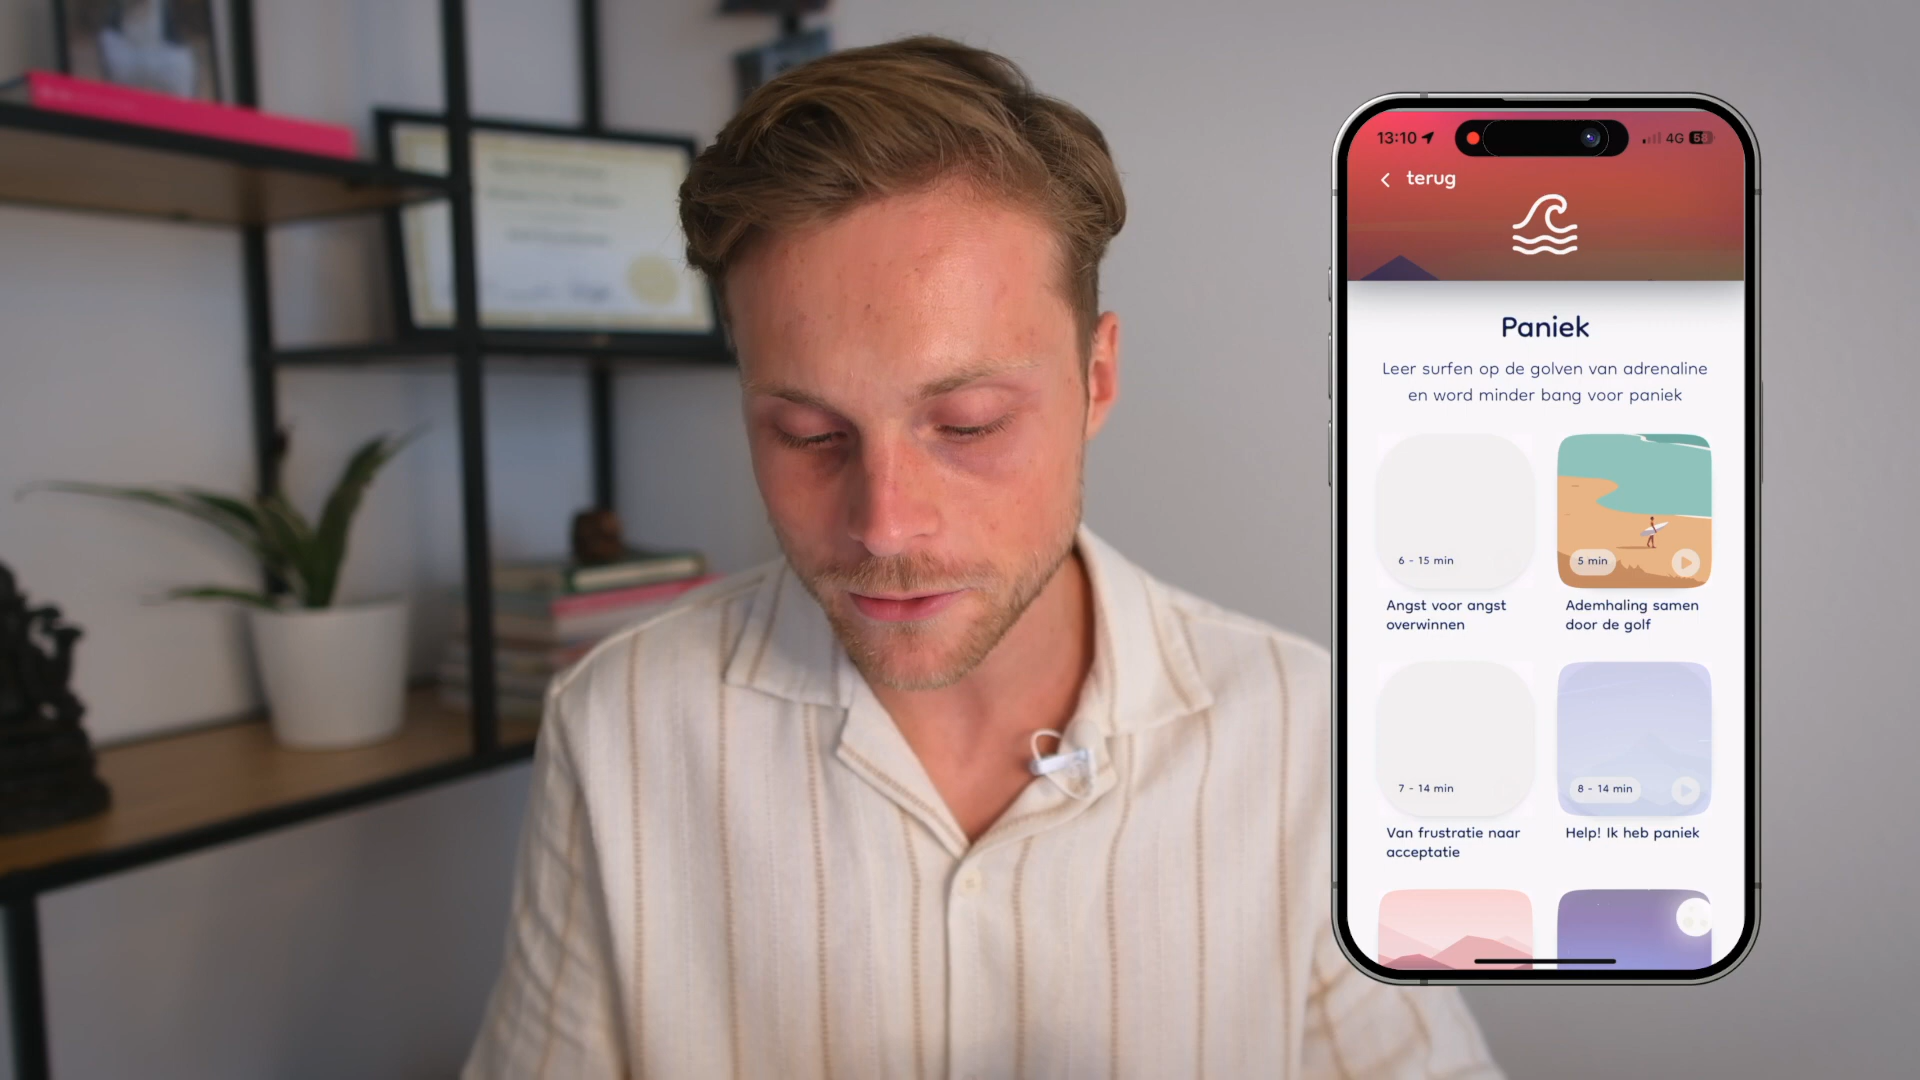 13:10
4G
terug
Paniek
Leer surfen op de golven van adrenaline
en word minder bang voor paniek
6 - 15 min
5 min
Angst voor angst
overwinnen
Ademhaling samen
door de golf
7 - 14 min
8 - 14 min
Van frustratie naar
acceptatie
Help! Ik heb paniek